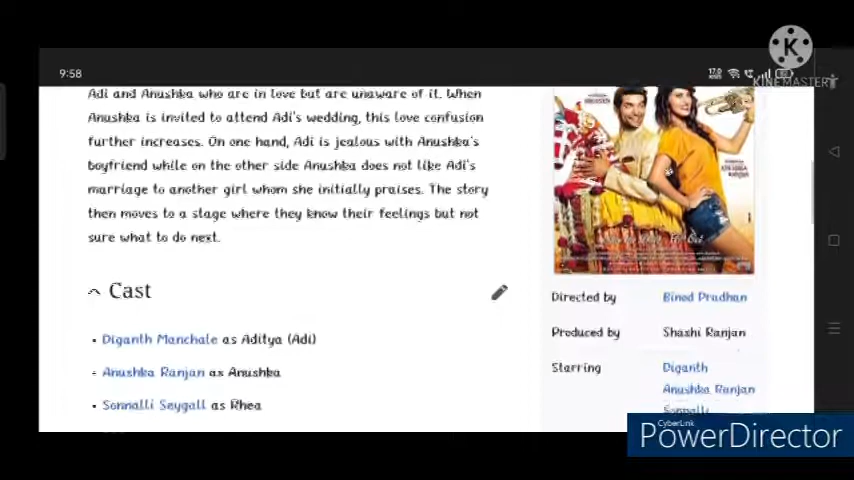 9:58
KINEMASTER
Adi and Anushka who are in love but are unaware of it. When
Anushka is invited to attend Adi's wedding, this love confusion
further increases. On one hand, Adi is jealous with Anushka's
boyfriend while on the other side Anushka does not like Adi's
marriage to another girl whom she initially praises. The story
then moves to a stage where they know their feelings but not
sure what to do next.
Cast
• Diganth Manchale as Aditya (Adi)
• Anushka Ranjan as Anushka
• Sonnalli Seygall as Rhea
Directed by Binod Pradhan
Produced by Shashi Ranjan
Starring Diganth
Anushka Ranjan
Sonnalli
CyberLink
PowerDirector